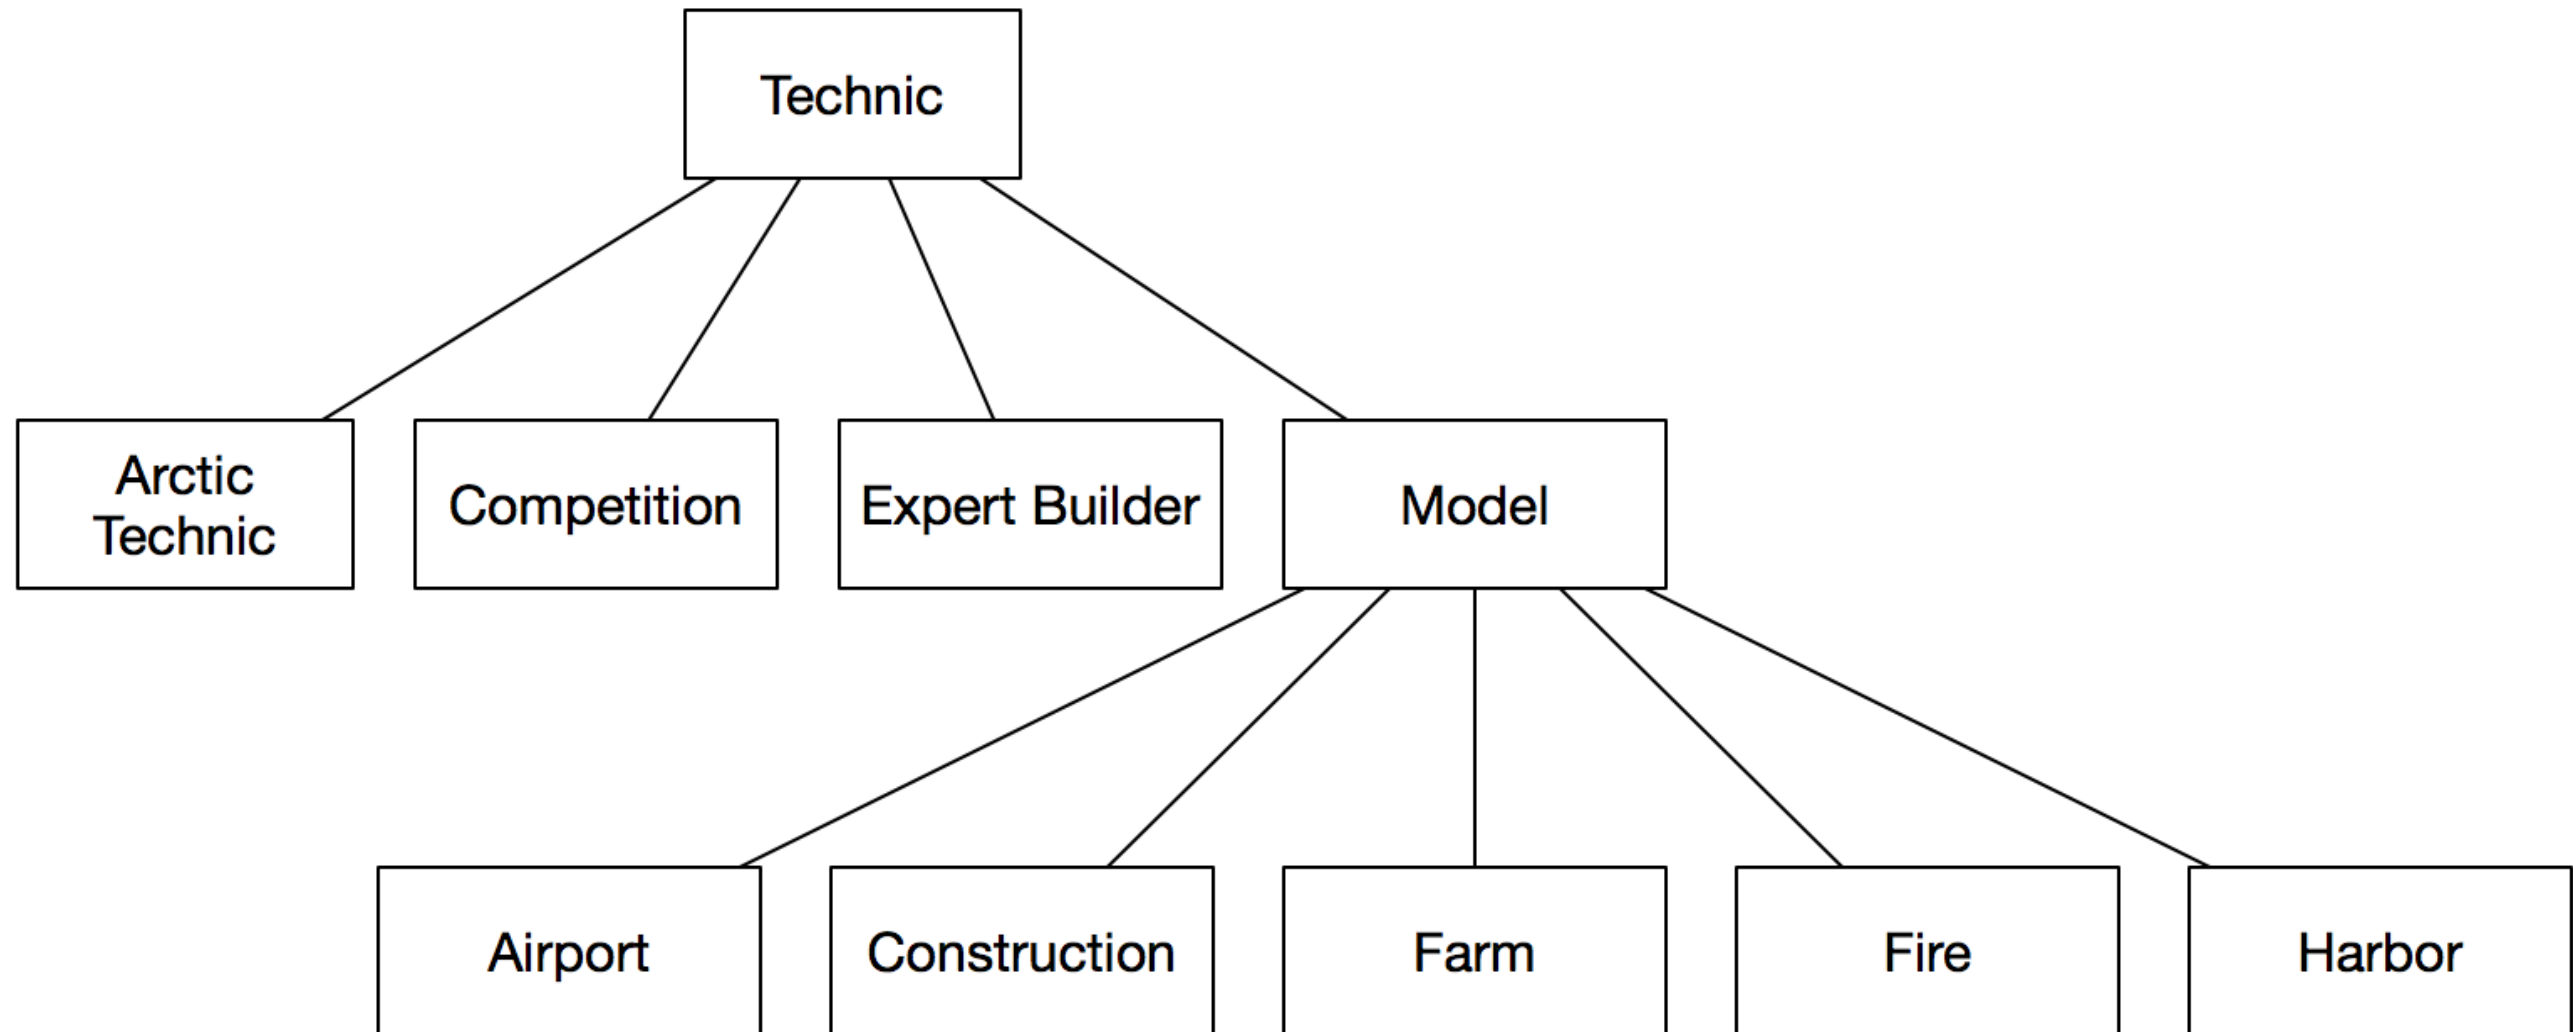 Technic
Arctic
Technic
Competition
Expert Builder
Model
Airport
Construction
Farm
Fire
Harbor